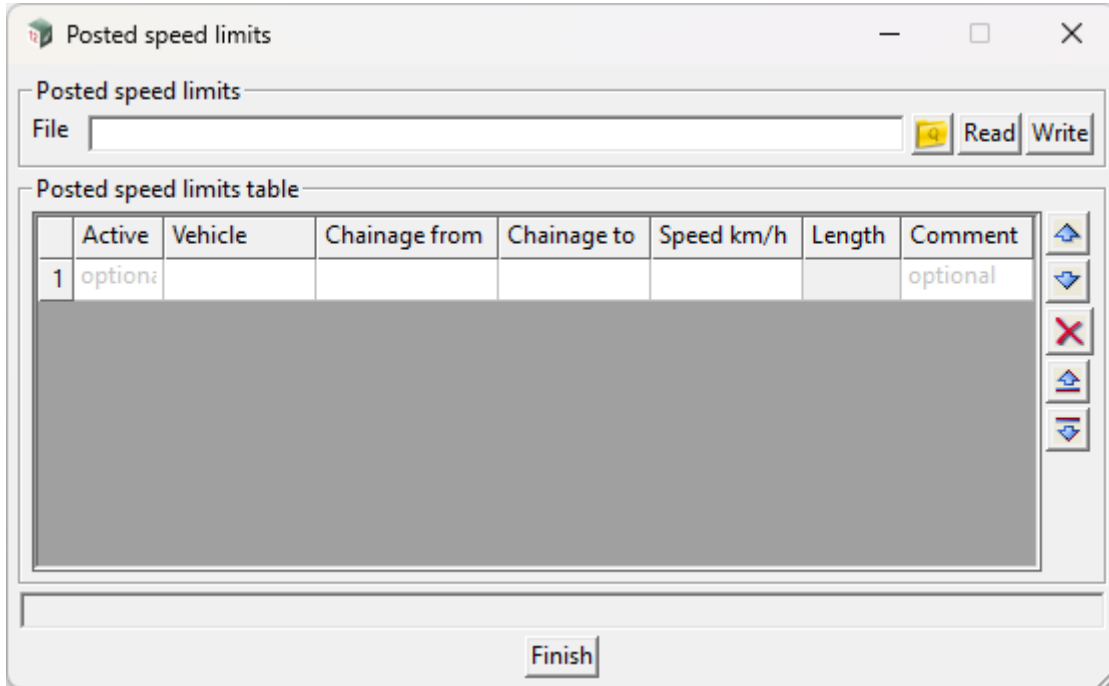 Posted speed limits
Posted speed limits
File Read Write
Posted speed limits table
Active Vehicle Chainage from Chainage to Speed km/h Length Comment
1 optiona optional
Finish